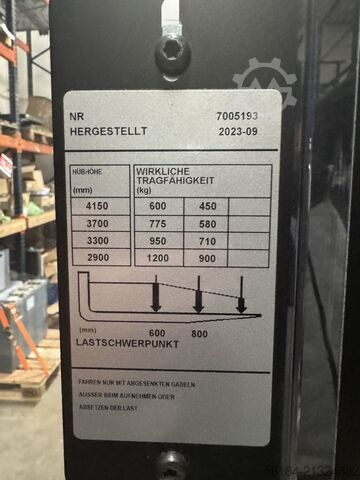 NR 7005193
HERGESTELLT 2023-09
HUBHÖHE WIRKLICHE
TRAGFÄHIGKEIT
(mm) (kg)
4150 600 450
3700 775 580
3300 950 710
2900 1200 900
(mm) 600 800
LASTSCHWERPUNKT
FAHREN NUR MIT ABGESENKTEN GABELN
AUSSER BEIM AUFNEHMEN ODER
ABSETZEN DER LAST